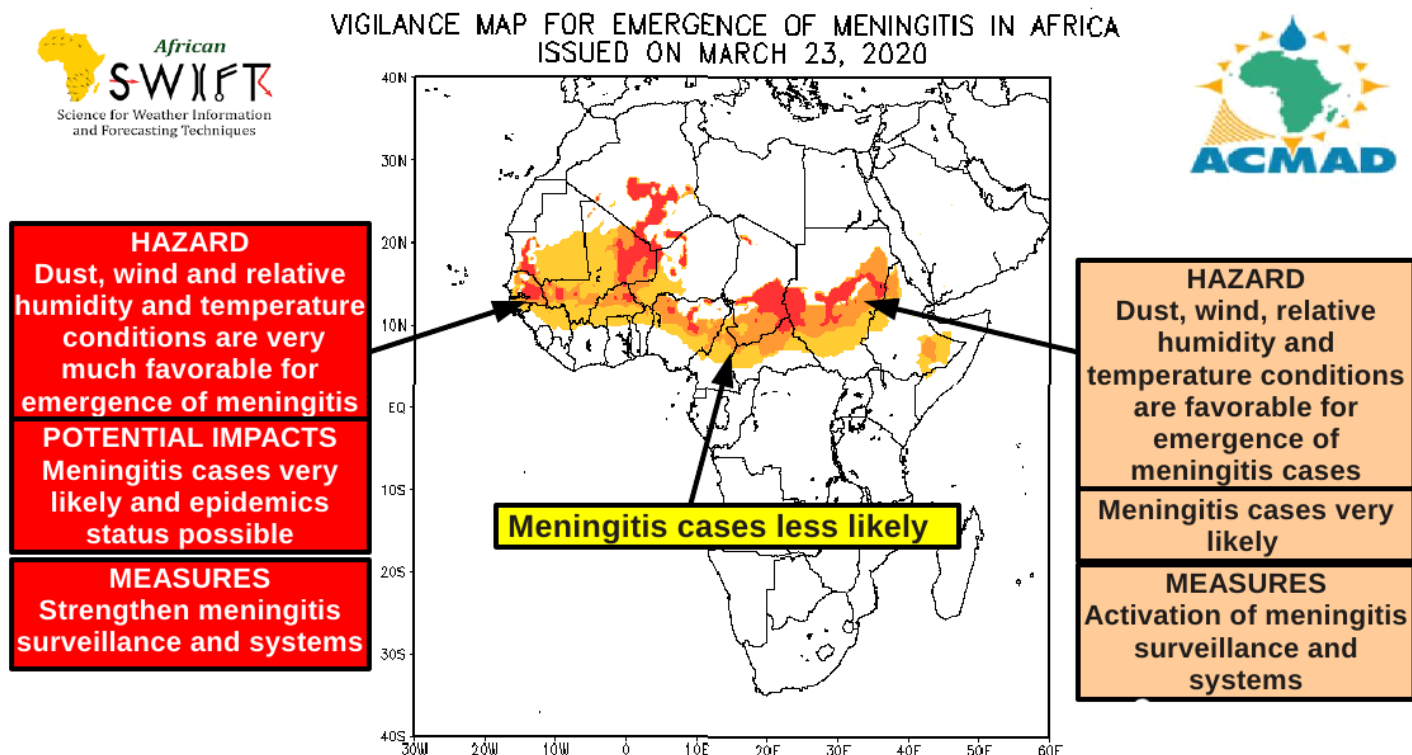 African
SWIFT
Science for Weather Information
and Forecasting Techniques
VIGILANCE MAP FOR EMERGENCE OF MENINGITIS IN AFRICA
ISSUED ON MARCH 23, 2020
ACMAD
HAZARD
Dust, wind and relative
humidity and temperature
conditions are very
much favorable for
emergence of meningitis
POTENTIAL IMPACTS
Meningitis cases very
likely and epidemics
status possible
MEASURES
Strengthen meningitis
surveillance and systems
40N
30N
20N
10N
EQ
10S
20S
30S
40S
30W 20W 10W 0 10E 20E 30E 40E 50E 60E
Meningitis cases less likely
HAZARD
Dust, wind, relative
humidity and
temperature conditions
are favorable for
emergence of
meningitis cases
Meningitis cases very
likely
MEASURES
Activation of meningitis
surveillance and
systems